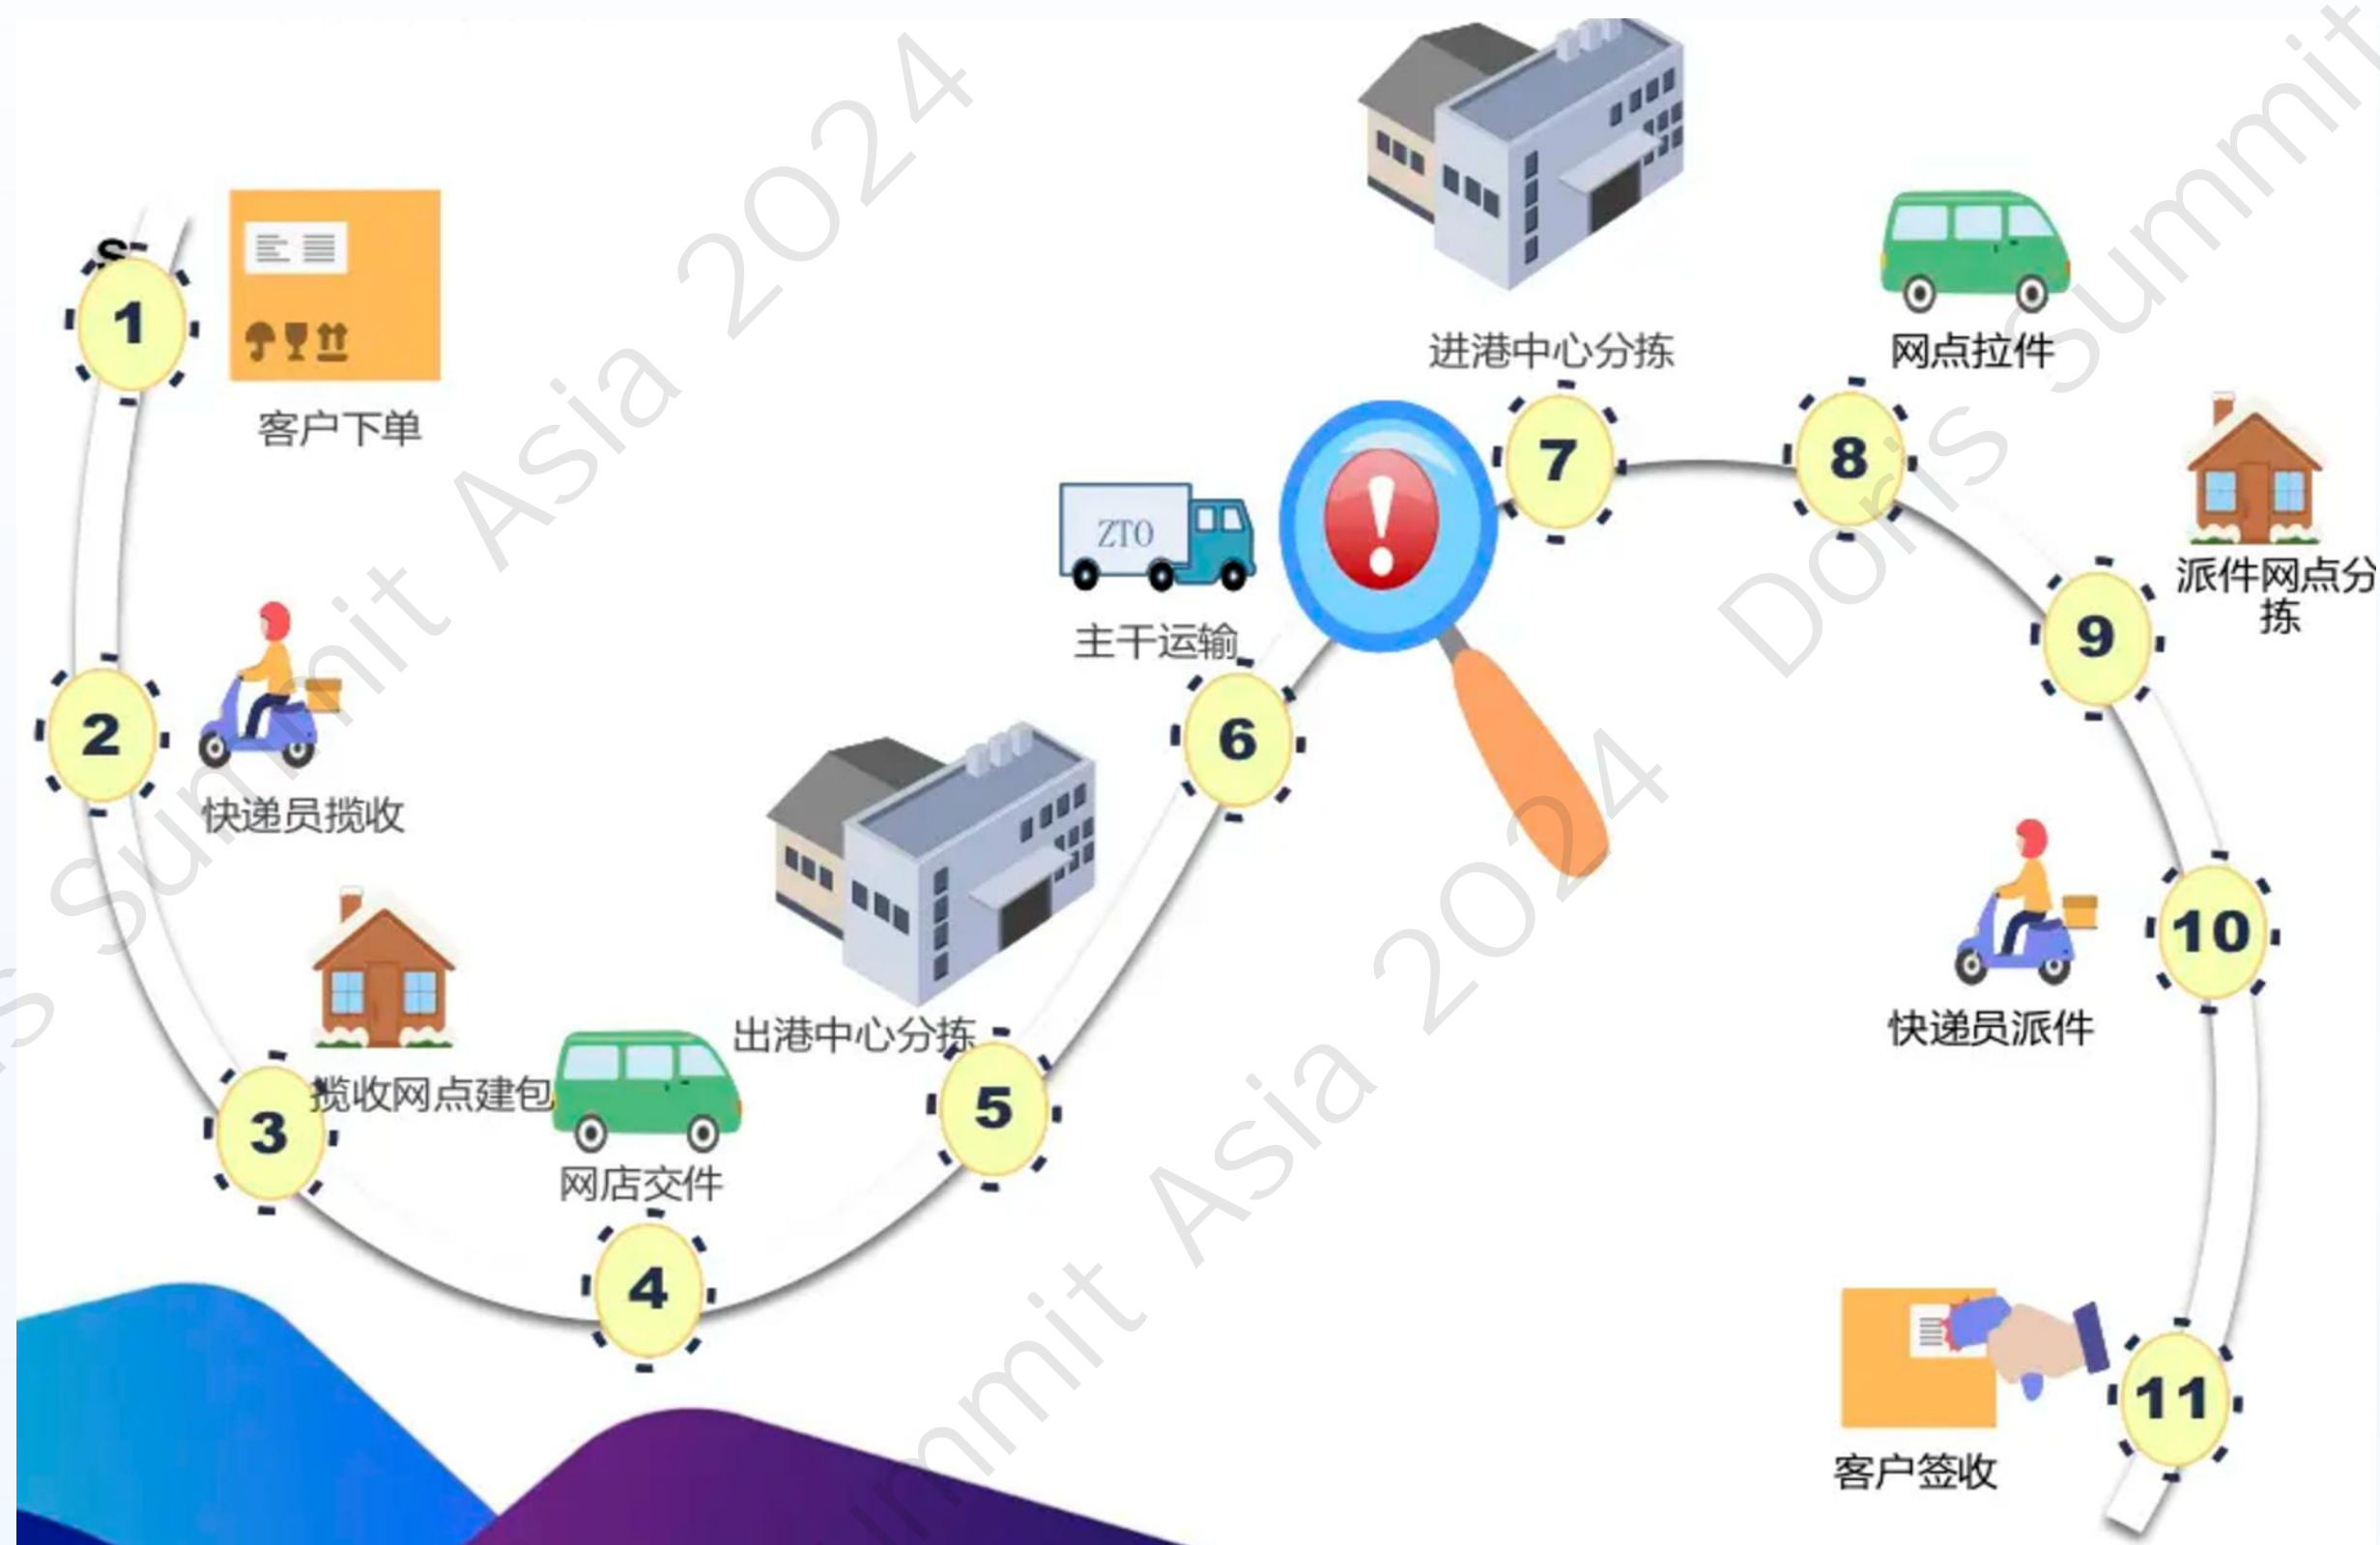 S
1
客户下单
2
快递员揽收
3
揽收网点建包
网店交件
4
出港中心分拣
5
ZTO
主干运输
6
进港中心分拣
7
网点拉件
8
派件网点分
拣
9
快递员派件
10
客户签收
11
Summit Asia 2024
Doris Summit
Doris Summit Asia 2024